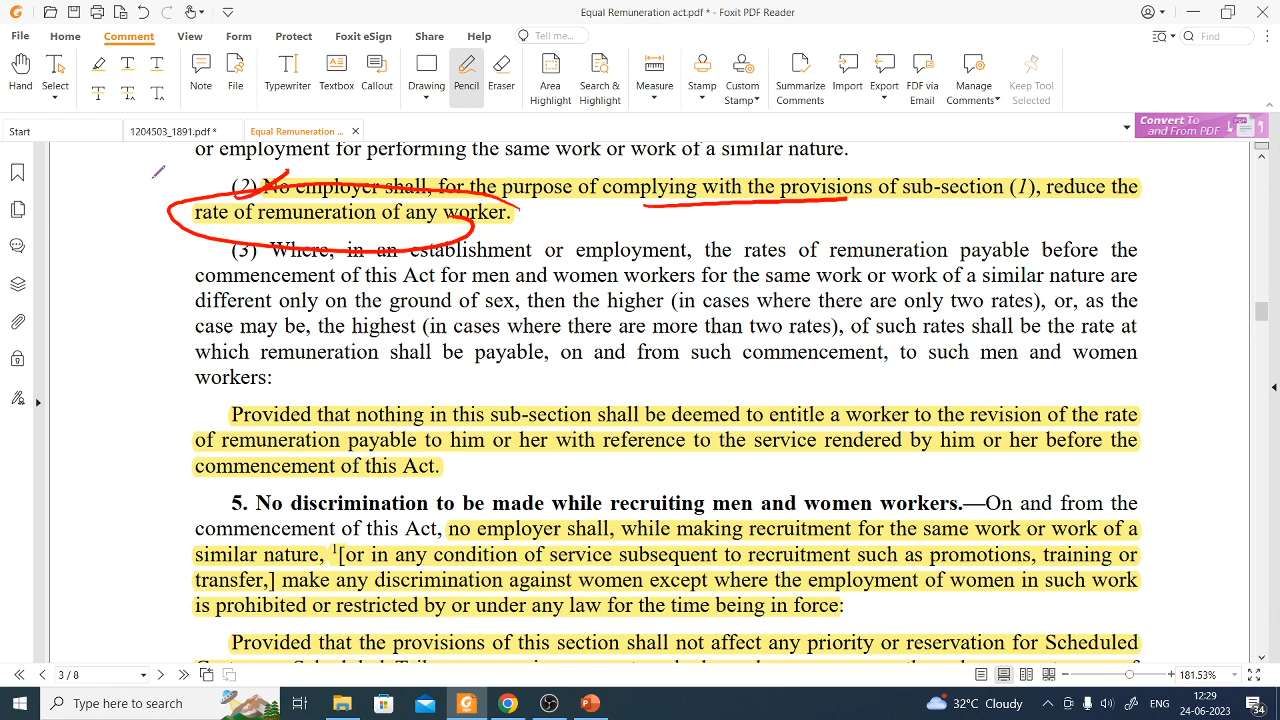 Equal Remuneration act.pdf * - Foxit PDF Reader
File Home Comment View Form Protect Foxit eSign Share Help Tell me... Find
Hand Select Note File Typewriter Textbox Callout Drawing Pencil Eraser Area Highlight Search & Highlight Measure Stamp Custom Stamp Summarize Comments Import Export FDF via Email Manage Comments Keep Tool Selected
Start 1204503_1891.pdf * Equal Remuneration ... Convert To and From PDF
or employment for performing the same work or work of a similar nature.
(2) No employer shall, for the purpose of complying with the provisions of sub-section (1), reduce the
rate of remuneration of any worker.
(3) Where, in an establishment or employment, the rates of remuneration payable before the
commencement of this Act for men and women workers for the same work or work of a similar nature are
different only on the ground of sex, then the higher (in cases where there are only two rates), or, as the
case may be, the highest (in cases where there are more than two rates), of such rates shall be the rate at
which remuneration shall be payable, on and from such commencement, to such men and women
workers:
Provided that nothing in this sub-section shall be deemed to entitle a worker to the revision of the rate
of remuneration payable to him or her with reference to the service rendered by him or her before the
commencement of this Act.
5. No discrimination to be made while recruiting men and women workers.—On and from the
commencement of this Act, no employer shall, while making recruitment for the same work or work of a
similar nature, 1[or in any condition of service subsequent to recruitment such as promotions, training or
transfer,] make any discrimination against women except where the employment of women in such work
is prohibited or restricted by or under any law for the time being in force:
Provided that the provisions of this section shall not affect any priority or reservation for Scheduled
3 / 8 181.53%
Type here to search 32°C Cloudy ENG 12:29
24-06-2023 34